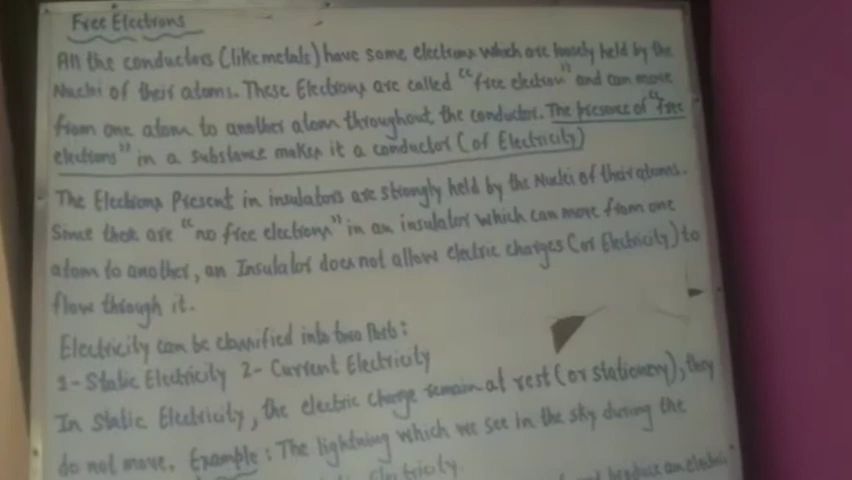 Free Electrons
All the conductors (like metals) have some electrons which are loosely held by the
Nuclei of their atoms. These Electrons are called "free electrons" and can move
from one atom to another atom throughout the conductor. The presence of "free
electrons" in a substance makes it a conductor (of Electricity)
The Electrons Present in insulators are strongly held by the Nuclei of their atoms.
Since there are "no free electrons" in an insulator which can move from one
atom to another, an Insulator does not allow electric charges (or Electricity) to
flow through it.
Electricity can be classified into two Parts:
1- Static Electricity 2- Current Electricity
In Static Electricity, the electric charge remain at rest (or stationery), they
do not move. Example: The lightning which we see in the sky during the
Electricity.
produce an electric